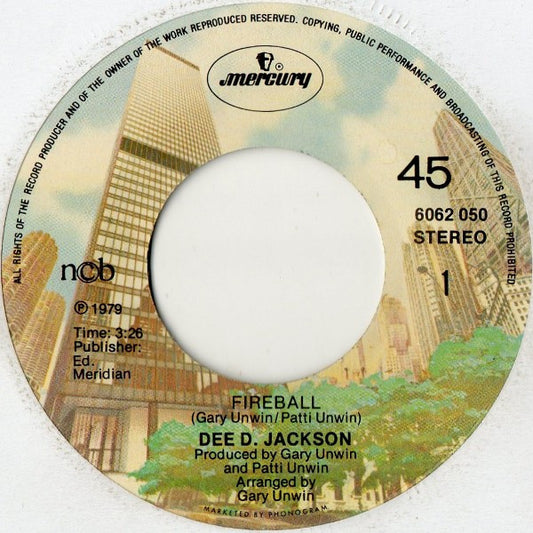 ALL RIGHTS OF THE RECORD PRODUCER AND OF THE OWNER OF THE WORK REPRODUCED RESERVED. COPYING, PUBLIC PERFORMANCE AND BROADCASTING OF THIS RECORD PROHIBITED.
mercury
45
6062 050
STEREO
ncb
1
℗ 1979
Time: 3:26
Publisher:
Ed.
Meridian
FIREBALL
(Gary Unwin/Patti Unwin)
DEE D. JACKSON
Produced by Gary Unwin
and Patti Unwin
Arranged by
Gary Unwin
MARKETED BY PHONOGRAM